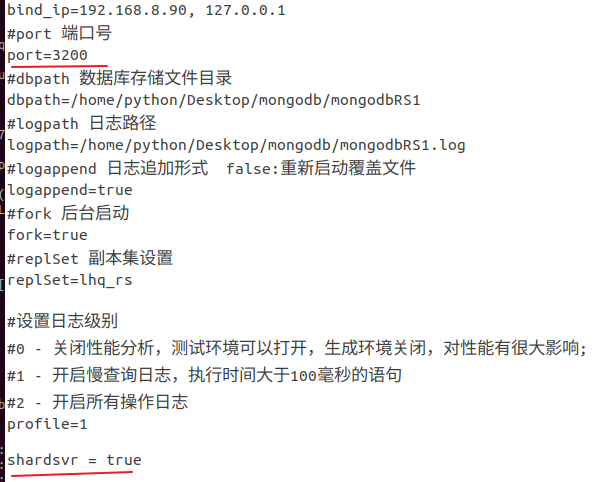 bind_ip=192.168.8.90, 127.0.0.1
#port 端口号
port=3200
#dbpath 数据库存储文件目录
dbpath=/home/python/Desktop/mongodb/mongodbRS1
#logpath 日志路径
logpath=/home/python/Desktop/mongodb/mongodbRS1.log
#logappend 日志追加形式  false:重新启动覆盖文件
logappend=true
#fork 后台启动
fork=true
#replSet 副本集设置
replSet=lhq_rs
#设置日志级别
#0 - 关闭性能分析，测试环境可以打开，生成环境关闭，对性能有很大影响;
#1 - 开启慢查询日志，执行时间大于100毫秒的语句
#2 - 开启所有操作日志
profile=1
shardsvr = true